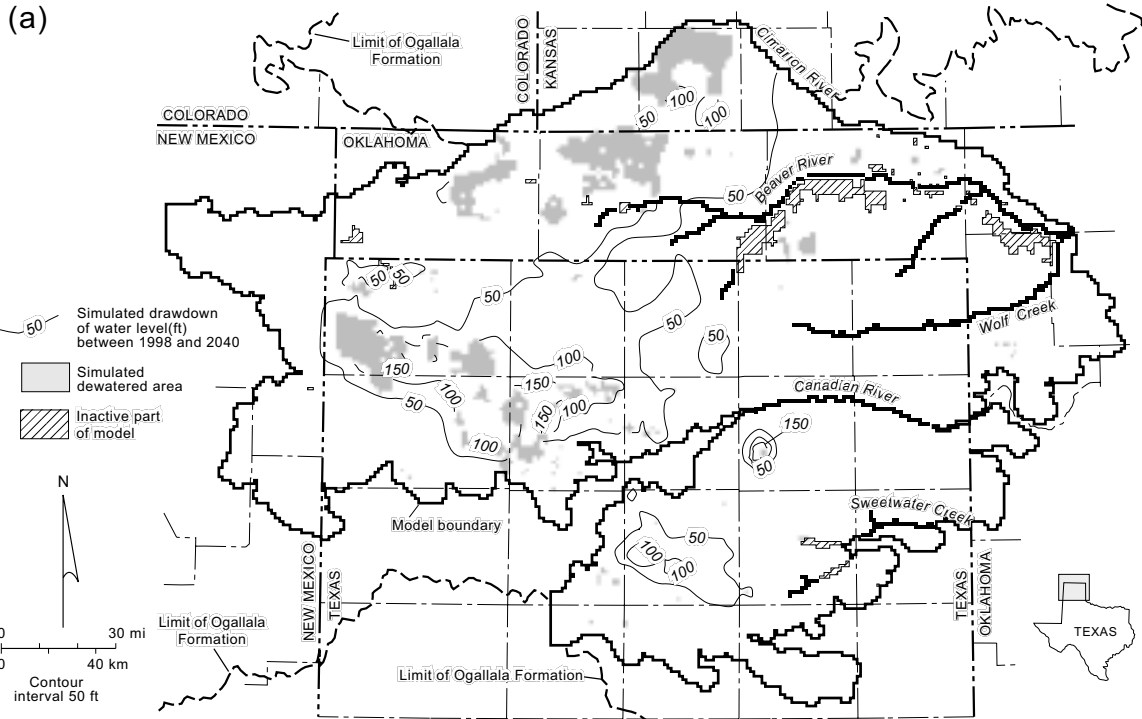 (a)
Limit of Ogallala
Formation
COLORADO
KANSAS
Cimarron River
50
100
100
COLORADO
NEW MEXICO
OKLAHOMA
Beaver River
50
50
50
50
Simulated drawdown
of water level(ft)
between 1998 and 2040
50
50
50
Wolf Creek
Simulated
dewatered area
150
100
150
100
50
Canadian River
Inactive part
of model
150
100
100
150
50
N
Model boundary
Sweetwater Creek
50
100
100
NEW MEXICO
TEXAS
TEXAS
OKLAHOMA
Limit of Ogallala
Formation
0 30 mi
0 40 km
Contour
interval 50 ft
Limit of Ogallala Formation
TEXAS